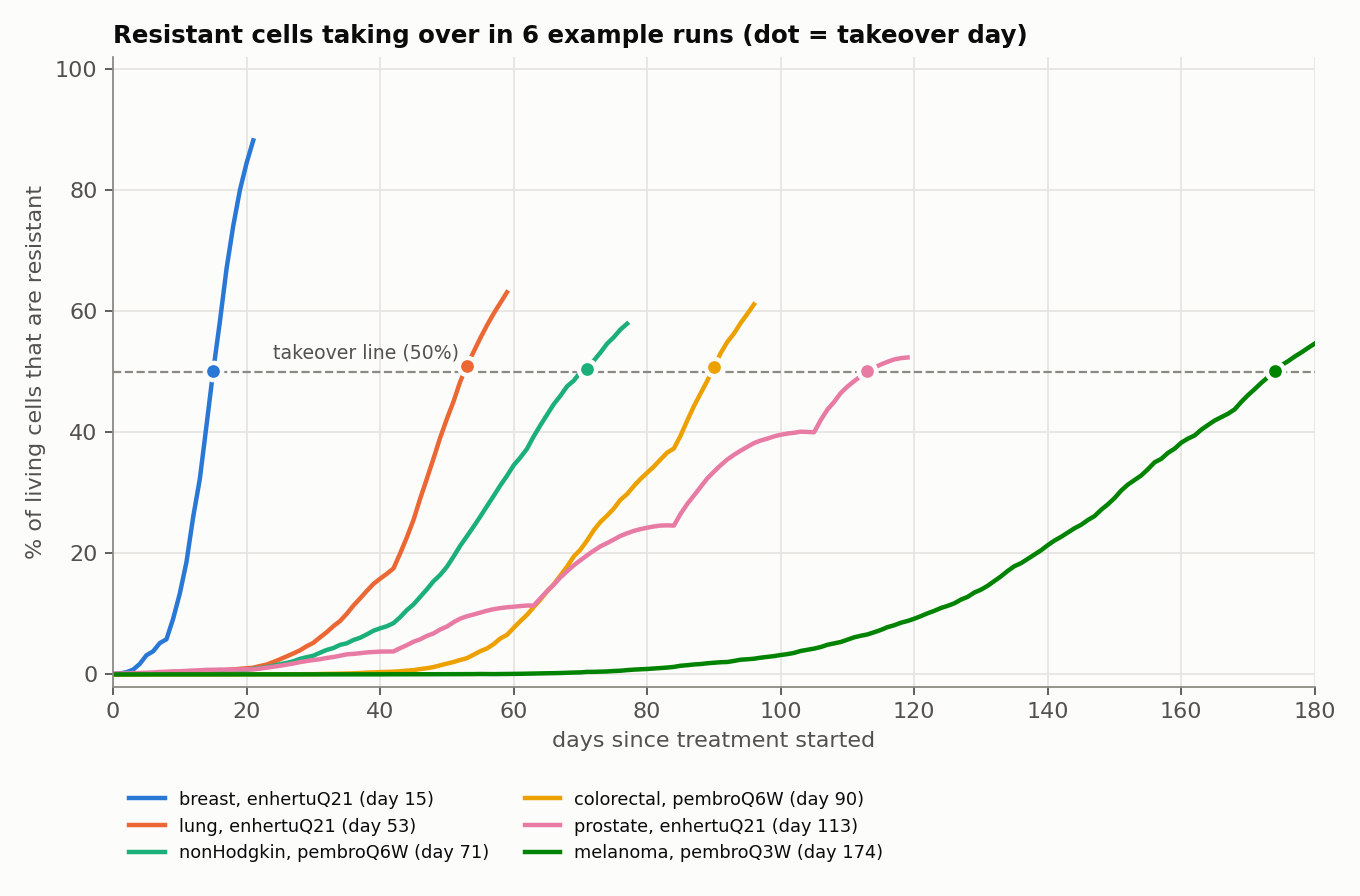 Resistant cells taking over in 6 example runs (dot = takeover day)
100
80
60
40
20
0
% of living cells that are resistant
takeover line (50%)
0 20 40 60 80 100 120 140 160 180
days since treatment started
breast, enhertuQ21 (day 15)
lung, enhertuQ21 (day 53)
nonHodgkin, pembroQ6W (day 71)
colorectal, pembroQ6W (day 90)
prostate, enhertuQ21 (day 113)
melanoma, pembroQ3W (day 174)